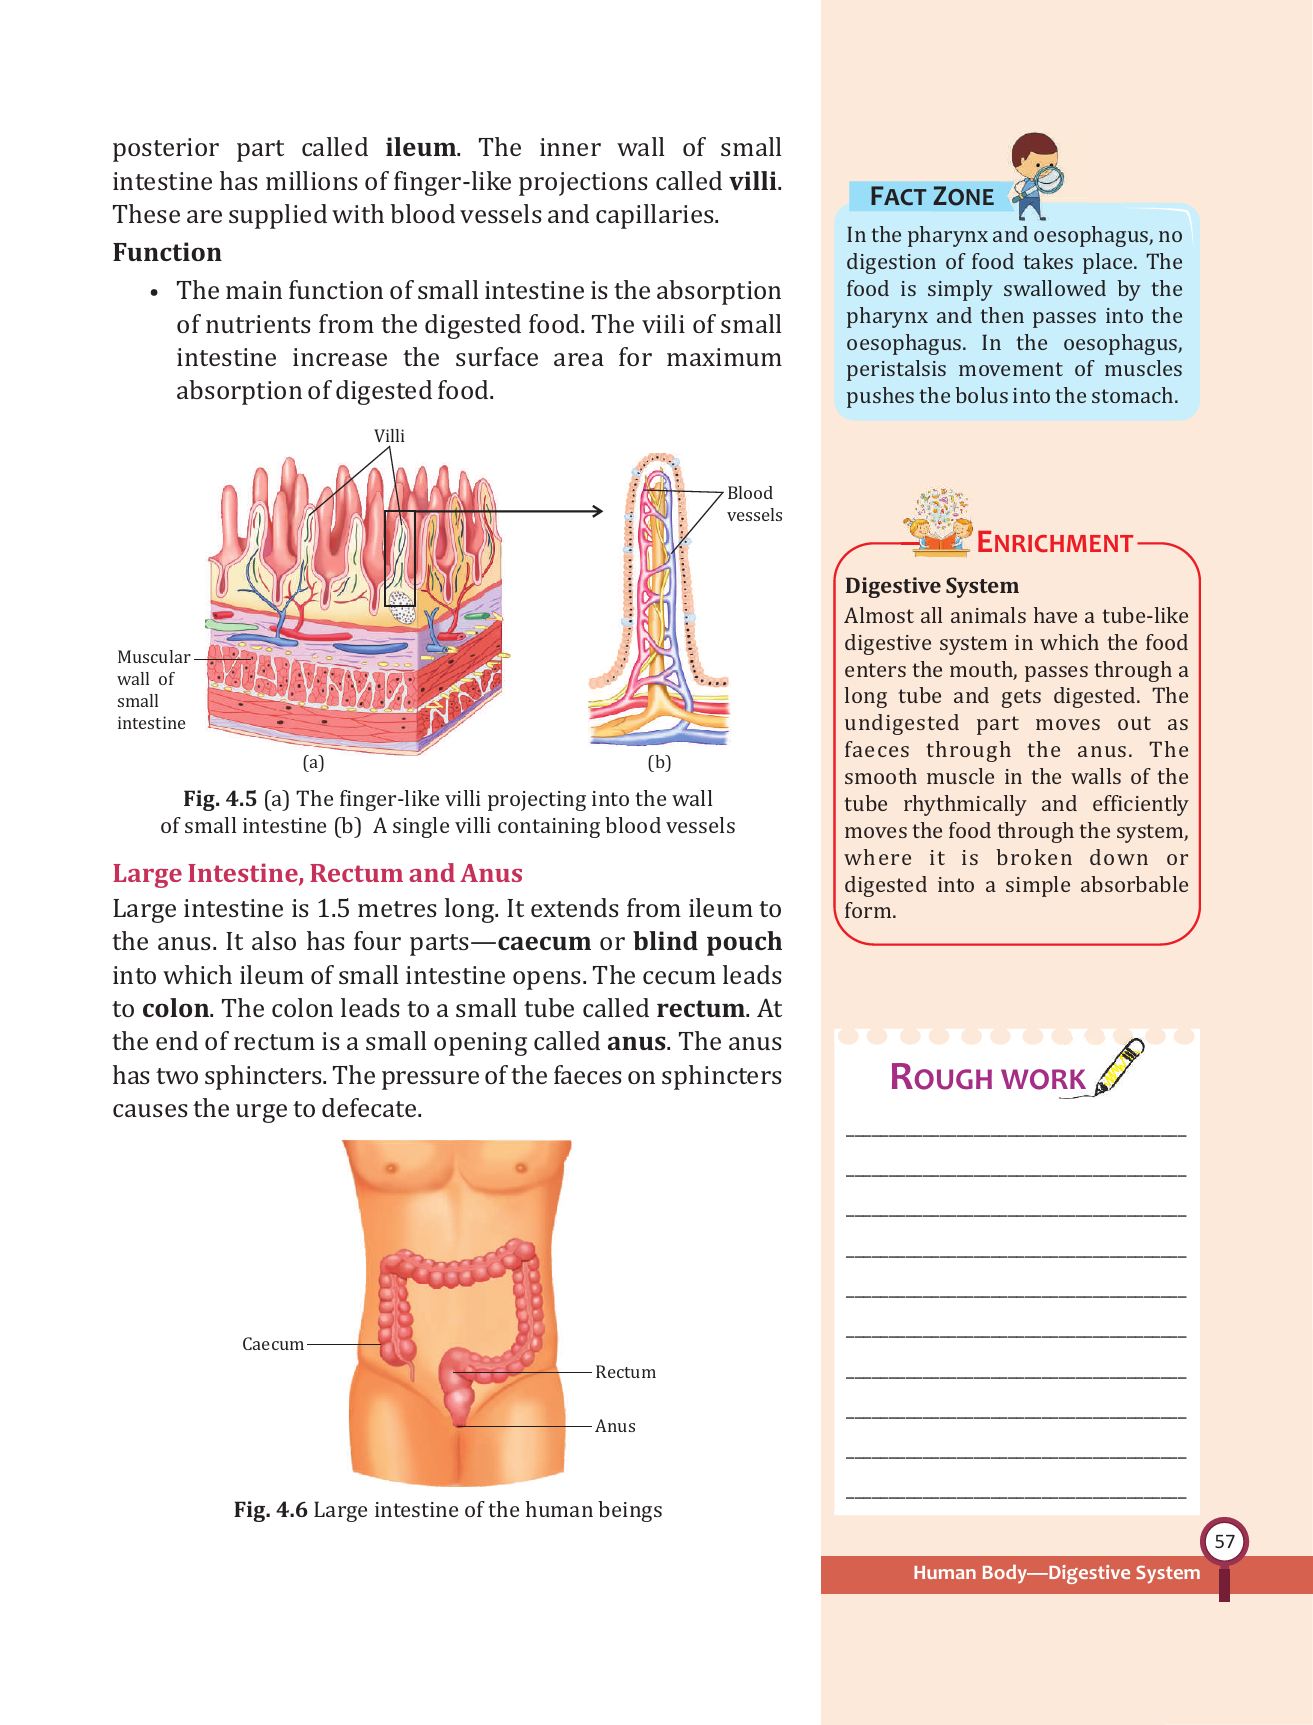 posterior part called ileum. The inner wall of small
intestine has millions of finger-like projections called villi.
These are supplied with blood vessels and capillaries.
Function
• The main function of small intestine is the absorption
of nutrients from the digested food. The viili of small
intestine increase the surface area for maximum
absorption of digested food.
Villi
Blood
vessels
Muscular
wall of
small
intestine
(a)
(b)
Fig. 4.5 (a) The finger-like villi projecting into the wall
of small intestine (b) A single villi containing blood vessels
Large Intestine, Rectum and Anus
Large intestine is 1.5 metres long. It extends from ileum to
the anus. It also has four parts—caecum or blind pouch
into which ileum of small intestine opens. The cecum leads
to colon. The colon leads to a small tube called rectum. At
the end of rectum is a small opening called anus. The anus
has two sphincters. The pressure of the faeces on sphincters
causes the urge to defecate.
Caecum
Rectum
Anus
Fig. 4.6 Large intestine of the human beings
FACT ZONE
In the pharynx and oesophagus, no
digestion of food takes place. The
food is simply swallowed by the
pharynx and then passes into the
oesophagus. In the oesophagus,
peristalsis movement of muscles
pushes the bolus into the stomach.
ENRICHMENT
Digestive System
Almost all animals have a tube-like
digestive system in which the food
enters the mouth, passes through a
long tube and gets digested. The
undigested part moves out as
faeces through the anus. The
smooth muscle in the walls of the
tube rhythmically and efficiently
moves the food through the system,
where it is broken down or
digested into a simple absorbable
form.
ROUGH WORK
57
Human Body—Digestive System